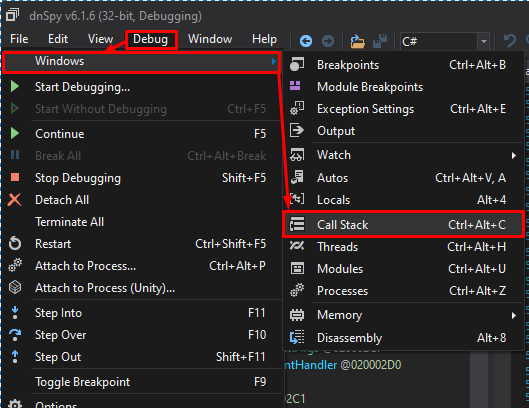 dnSpy v6.1.6 (32-bit, Debugging)
File Edit View Debug Window Help C#
Windows
Start Debugging...
Start Without Debugging Ctrl+F5
Continue F5
Break All Ctrl+Alt+Break
Stop Debugging Shift+F5
Detach All
Terminate All
Restart Ctrl+Shift+F5
Attach to Process... Ctrl+Alt+P
Attach to Process (Unity)...
Step Into F11
Step Over F10
Step Out Shift+F11
Toggle Breakpoint F9
Options
Breakpoints Ctrl+Alt+B
Module Breakpoints
Exception Settings Ctrl+Alt+E
Output
Watch
Autos Ctrl+Alt+V, A
Locals Alt+4
Call Stack Ctrl+Alt+C
Threads Ctrl+Alt+H
Modules Ctrl+Alt+U
Processes Ctrl+Alt+Z
Memory
Disassembly Alt+8
ntHandler @020002D0
02C1